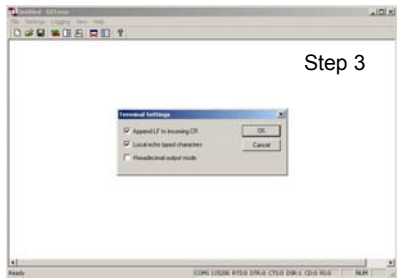 Untitled - EZTerm
File Settings Logging View Help
Step 3
Terminal Settings
Append LF to incoming CR
OK
Local echo typed characters
Cancel
Hexadecimal output mode
Ready
COM1 115200 RTS:0 DTR:0 CTS:0 DSR:1 CD:0 RI:0 NUM